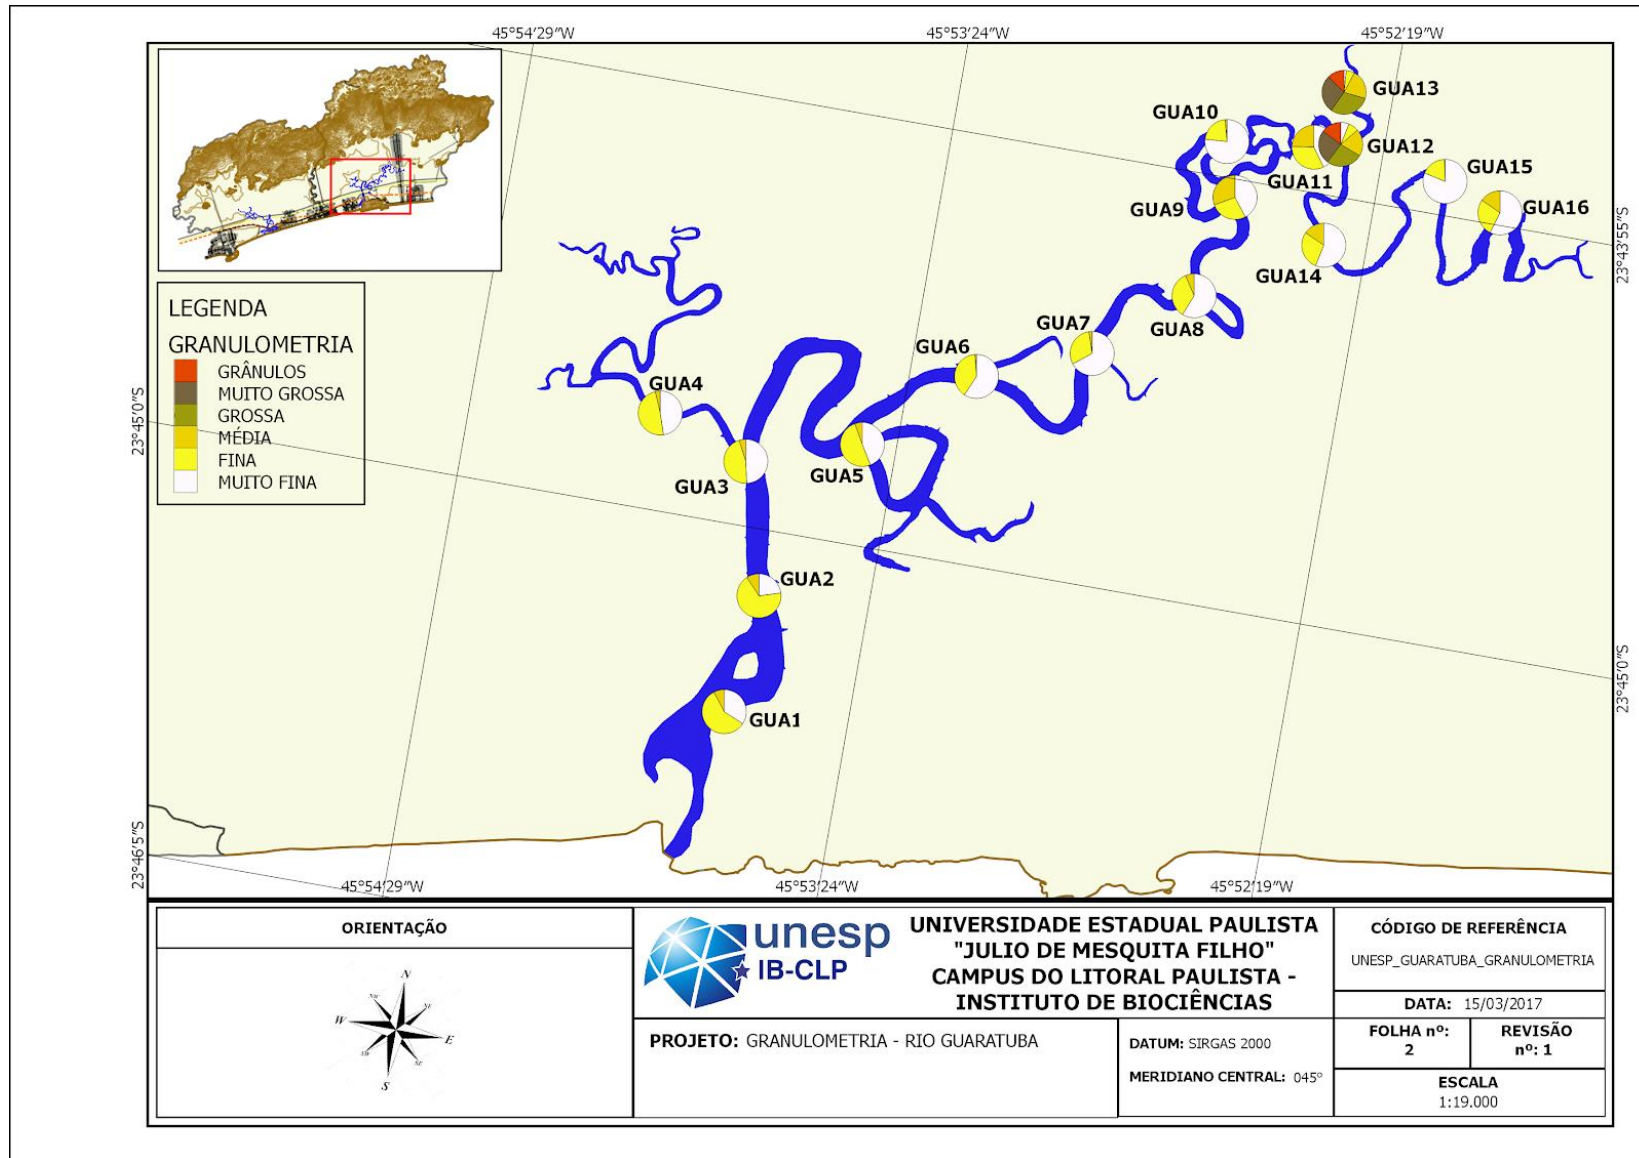 45°54'29"W
45°53'24"W
45°52'19"W
GUA13
GUA10
GUA12
GUA15
GUA11
GUA9
GUA16
GUA14
23°43'55"S
LEGENDA
GRANULOMETRIA
GRÂNULOS
MUITO GROSSA
GROSSA
MÉDIA
FINA
MUITO FINA
GUA8
GUA7
GUA6
GUA4
23°45'0"S
GUA5
GUA3
GUA2
23°45'0"S
GUA1
23°46'5"S
45°54'29"W
45°53'24"W
45°52'19"W
ORIENTAÇÃO
N
NW
NE
W
E
SW
SE
S
unesp
IB-CLP
UNIVERSIDADE ESTADUAL PAULISTA
"JULIO DE MESQUITA FILHO"
CAMPUS DO LITORAL PAULISTA -
INSTITUTO DE BIOCIÊNCIAS
PROJETO: GRANULOMETRIA - RIO GUARATUBA
DATUM: SIRGAS 2000
MERIDIANO CENTRAL: 045°
CÓDIGO DE REFERÊNCIA
UNESP_GUARATUBA_GRANULOMETRIA
DATA: 15/03/2017
FOLHA nº:
2
REVISÃO
nº: 1
ESCALA
1:19.000